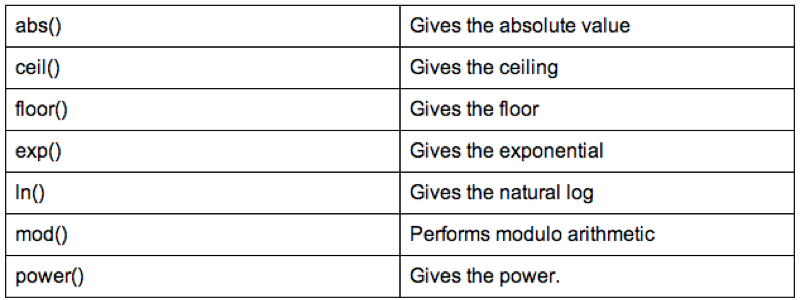 abs() Gives the absolute value
ceil() Gives the ceiling
floor() Gives the floor
exp() Gives the exponential
ln() Gives the natural log
mod() Performs modulo arithmetic
power() Gives the power.